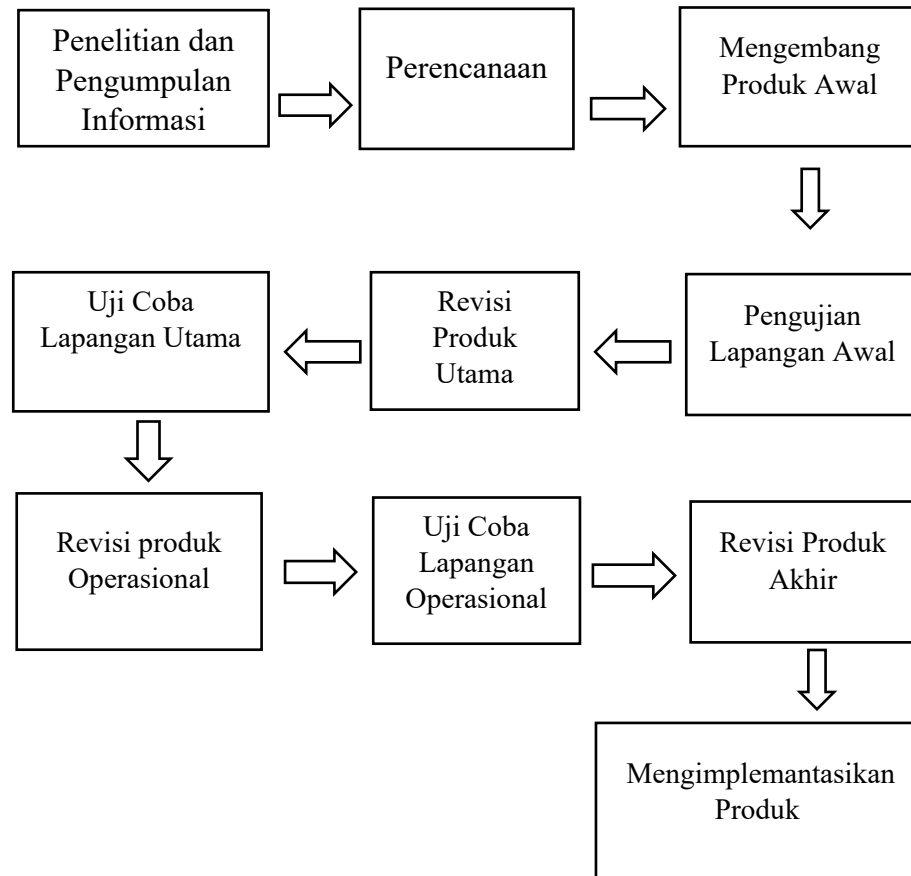 Penelitian dan
Pengumpulan
Informasi
Perencanaan
Mengembang
Produk Awal
Pengujian
Lapangan Awal
Revisi
Produk
Utama
Uji Coba
Lapangan Utama
Revisi produk
Operasional
Uji Coba
Lapangan
Operasional
Revisi Produk
Akhir
Mengimplemantasikan
Produk